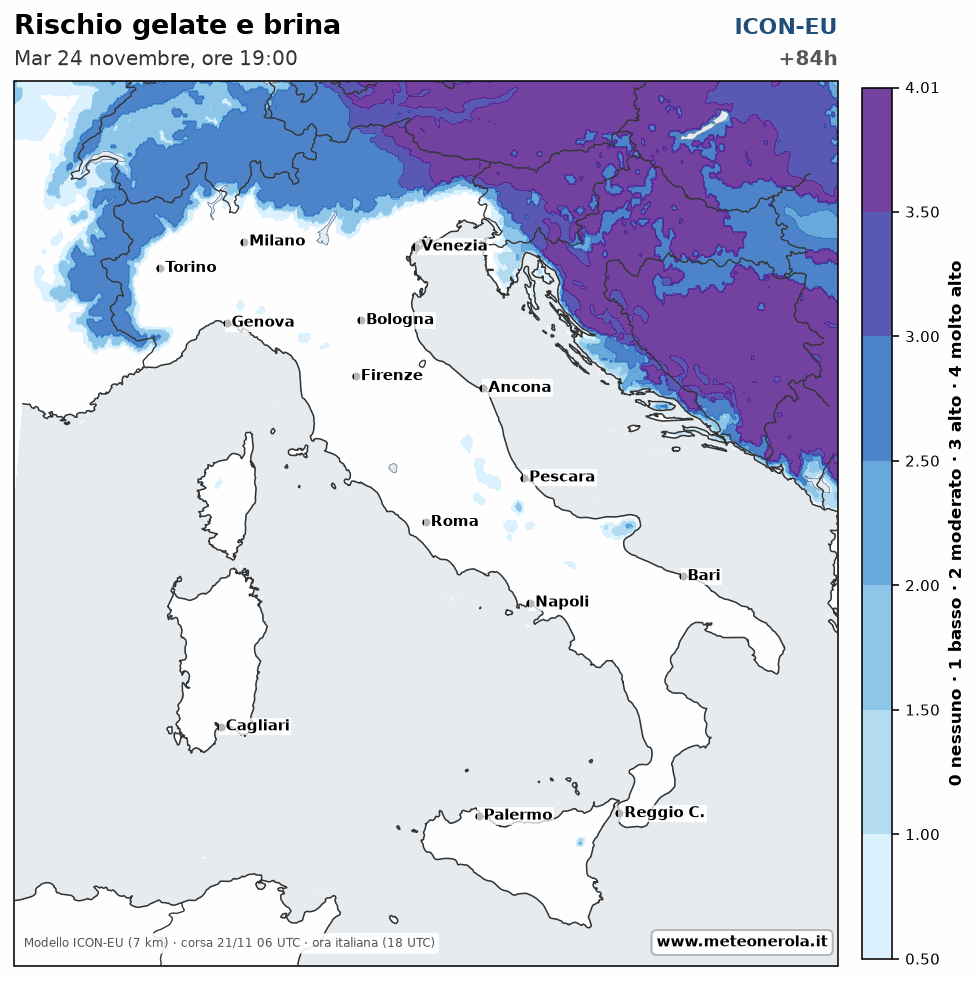 Rischio gelate e brina
ICON-EU
Mar 24 novembre, ore 19:00
+84h
4.01
3.50
3.00
2.50
2.00
1.50
1.00
0.50
0 nessuno · 1 basso · 2 moderato · 3 alto · 4 molto alto
Milano
Venezia
Torino
Genova
Bologna
Firenze
Ancona
Pescara
Roma
Bari
Napoli
Cagliari
Palermo
Reggio C.
Modello ICON-EU (7 km) · corsa 21/11 06 UTC · ora italiana (18 UTC)
www.meteonerola.it